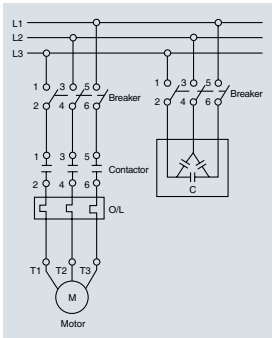 L1
L2
L3
1 3 5
Breaker
2 4 6
1 3 5
Breaker
2 4 6
1 3 5
Contactor
2 4 6
C
O/L
T1 T2 T3
M
Motor